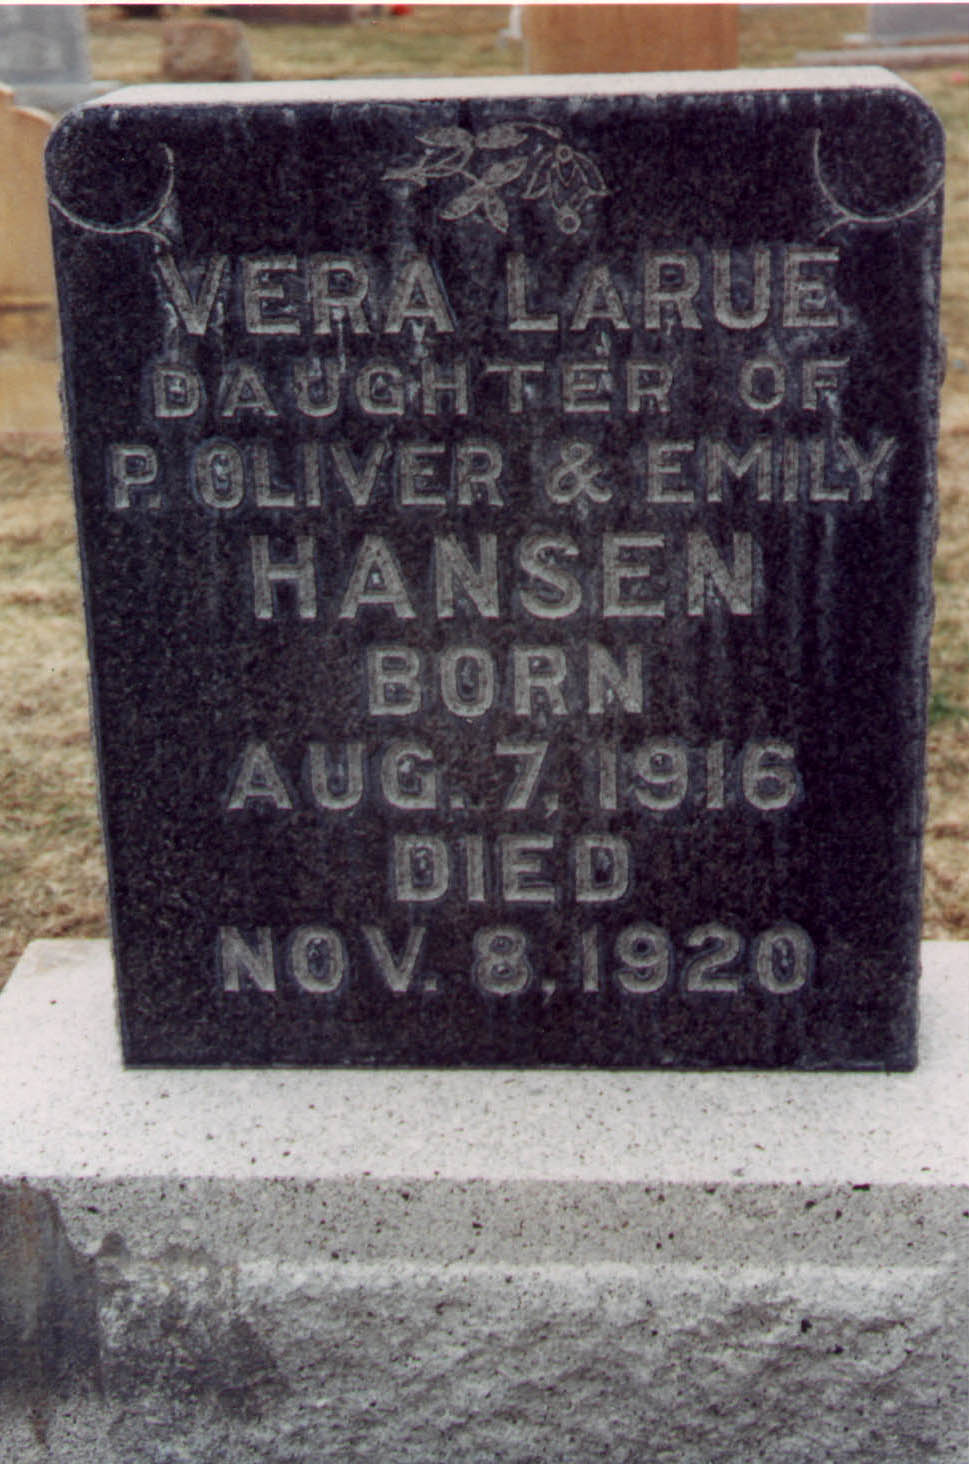 VERA LARUE
DAUGHTER OF
P. OLIVER & EMILY
HANSEN
BORN
AUG. 7, 1916
DIED
NOV. 8, 1920